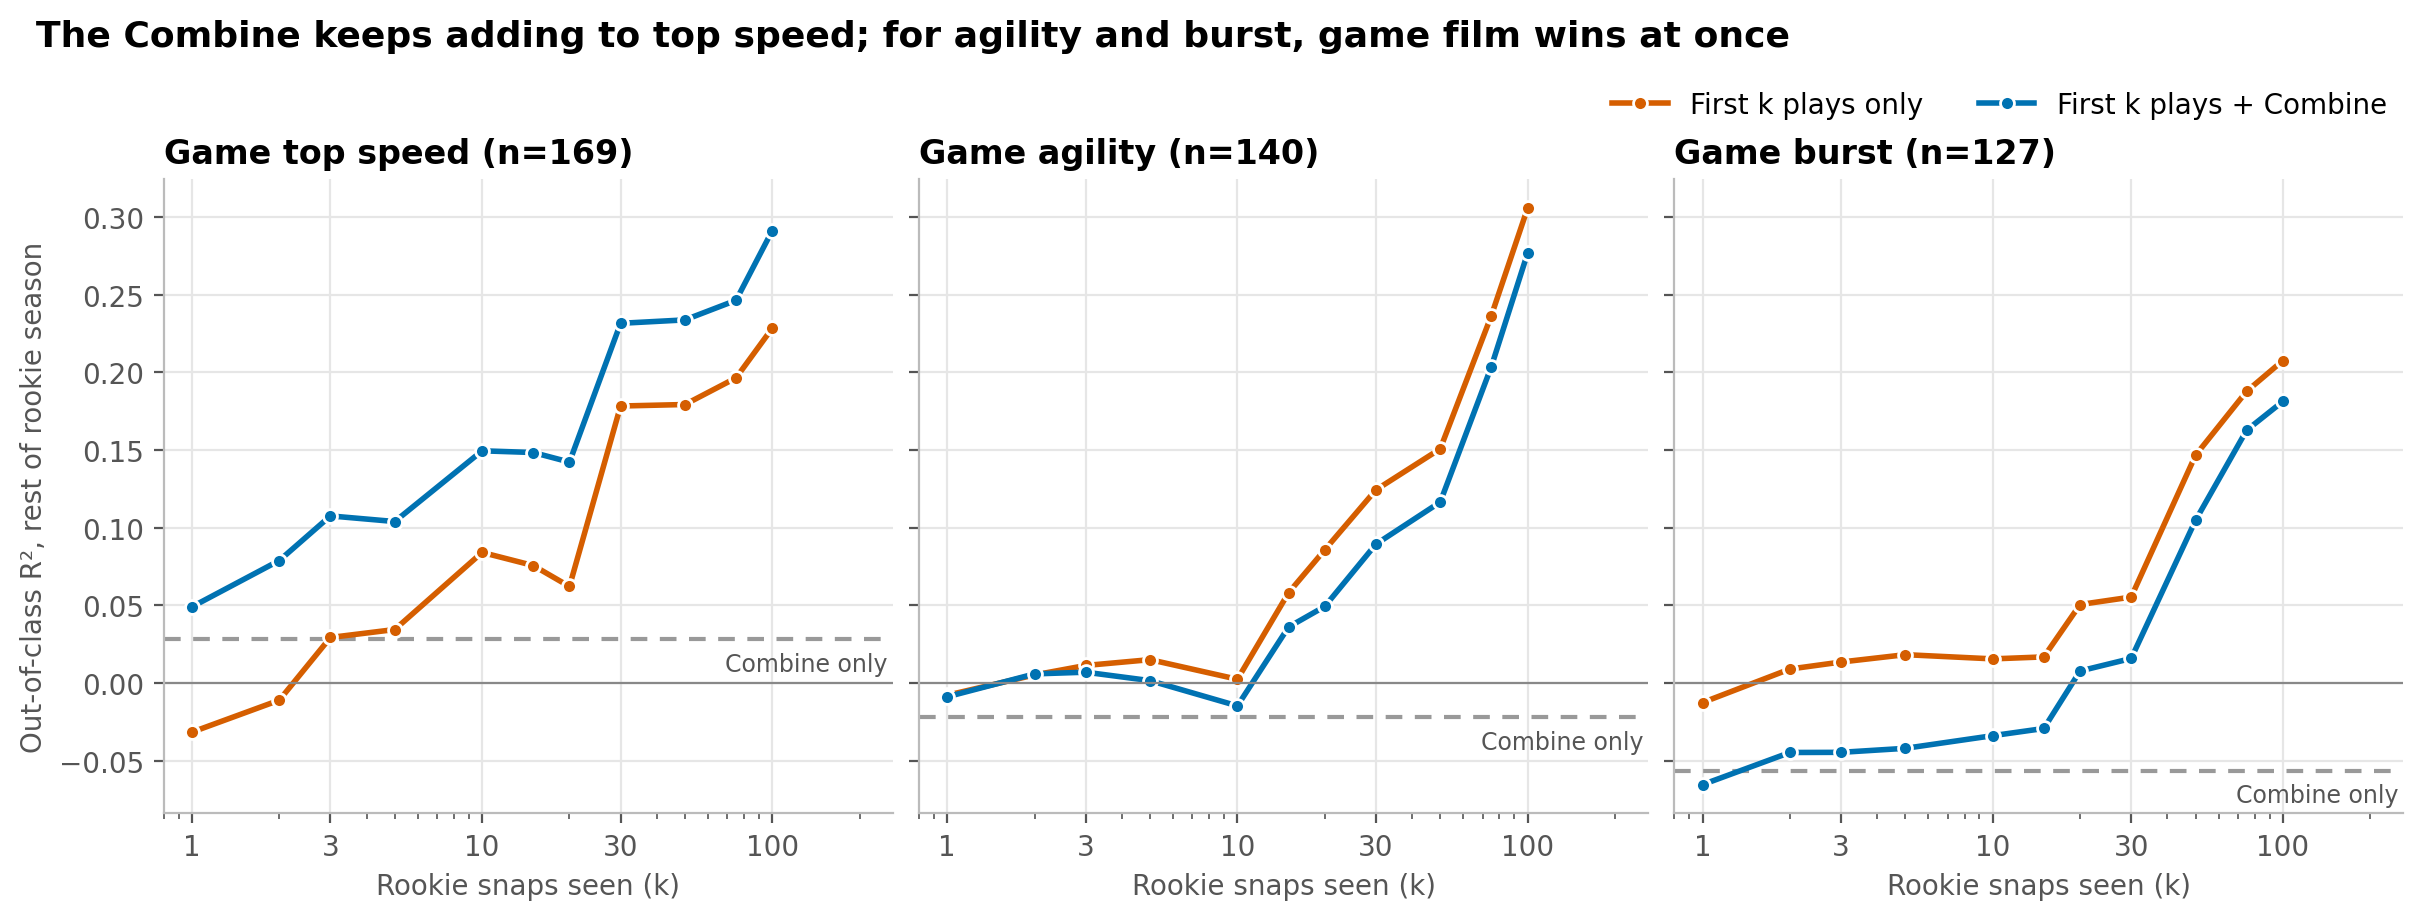 The Combine keeps adding to top speed; for agility and burst, game film wins at once
First k plays only
First k plays + Combine
Game top speed (n=169)
Game agility (n=140)
Game burst (n=127)
Out-of-class R², rest of rookie season
0.30
0.25
0.20
0.15
0.10
0.05
0.00
−0.05
Combine only
Combine only
Combine only
1 3 10 30 100
1 3 10 30 100
1 3 10 30 100
Rookie snaps seen (k)
Rookie snaps seen (k)
Rookie snaps seen (k)